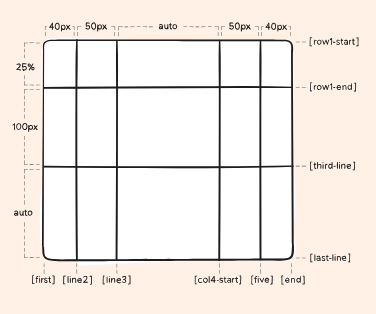 40px 50px auto 50px 40px
[row1-start]
25%
[row1-end]
100px
[third-line]
auto
[last-line]
[first] [line2] [line3] [col4-start] [five] [end]